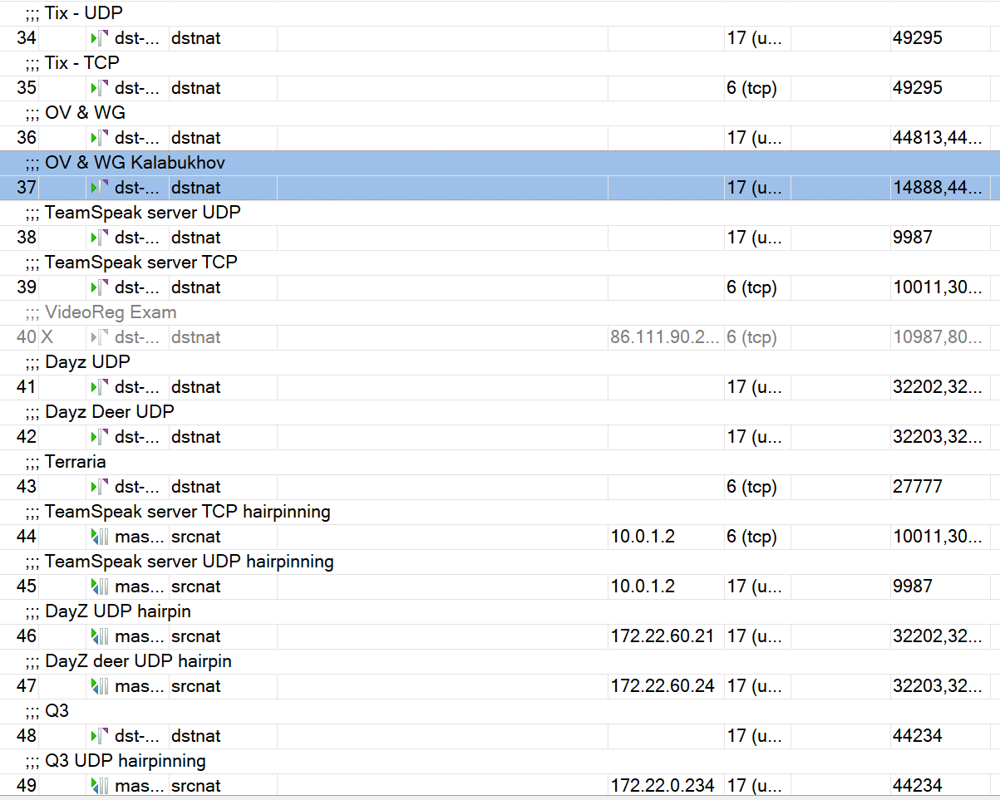 ;;; Tix - UDP
34 dst-... dstnat 17 (u... 49295
;;; Tix - TCP
35 dst-... dstnat 6 (tcp) 49295
;;; OV & WG
36 dst-... dstnat 17 (u... 44813,44...
;;; OV & WG Kalabukhov
37 dst-... dstnat 17 (u... 14888,44...
;;; TeamSpeak server UDP
38 dst-... dstnat 17 (u... 9987
;;; TeamSpeak server TCP
39 dst-... dstnat 6 (tcp) 10011,30...
;;; VideoReg Exam
40 X dst-... dstnat 86.111.90.2... 6 (tcp) 10987,80...
;;; Dayz UDP
41 dst-... dstnat 17 (u... 32202,32...
;;; Dayz Deer UDP
42 dst-... dstnat 17 (u... 32203,32...
;;; Terraria
43 dst-... dstnat 6 (tcp) 27777
;;; TeamSpeak server TCP hairpinning
44 mas... srcnat 10.0.1.2 6 (tcp) 10011,30...
;;; TeamSpeak server UDP hairpinning
45 mas... srcnat 10.0.1.2 17 (u... 9987
;;; DayZ UDP hairpin
46 mas... srcnat 172.22.60.21 17 (u... 32202,32...
;;; DayZ deer UDP hairpin
47 mas... srcnat 172.22.60.24 17 (u... 32203,32...
;;; Q3
48 dst-... dstnat 17 (u... 44234
;;; Q3 UDP hairpinning
49 mas... srcnat 172.22.0.234 17 (u... 44234